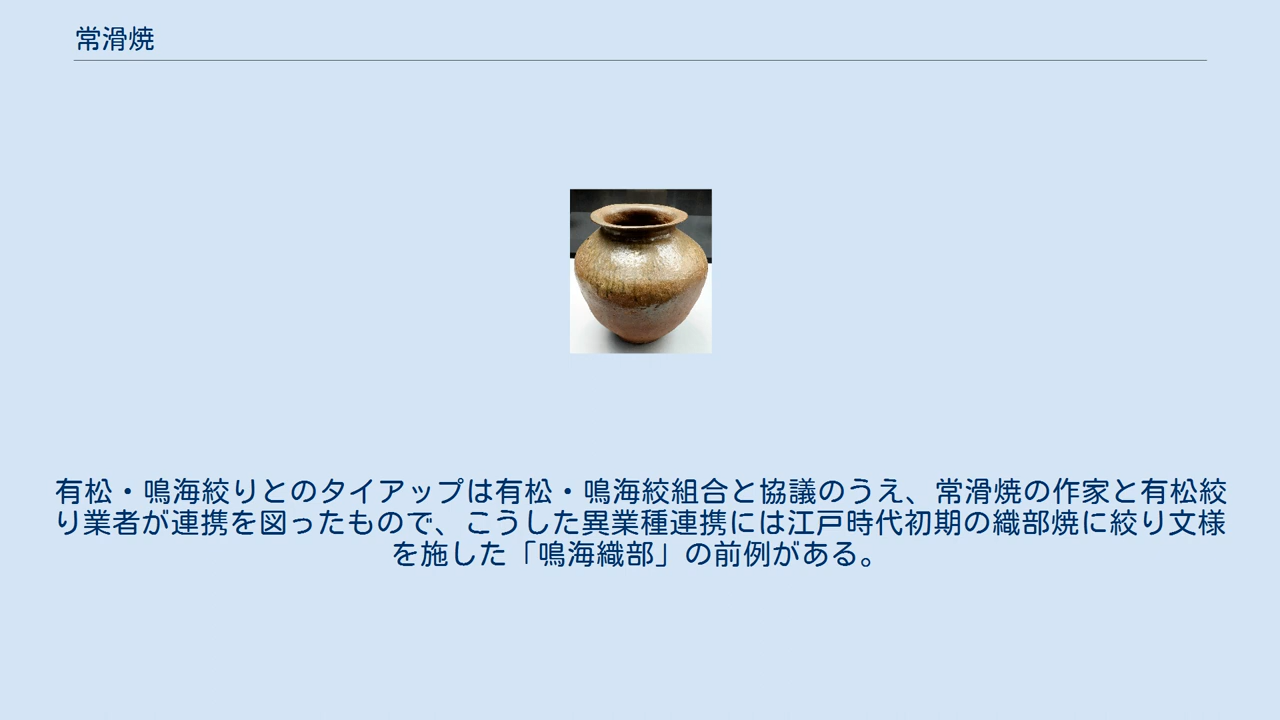 常滑焼
有松・鳴海絞りとのタイアップは有松・鳴海絞組合と協議のうえ、常滑焼の作家と有松絞
り業者が連携を図ったもので、こうした異業種連携には江戸時代初期の織部焼に絞り文様
を施した「鳴海織部」の前例がある。